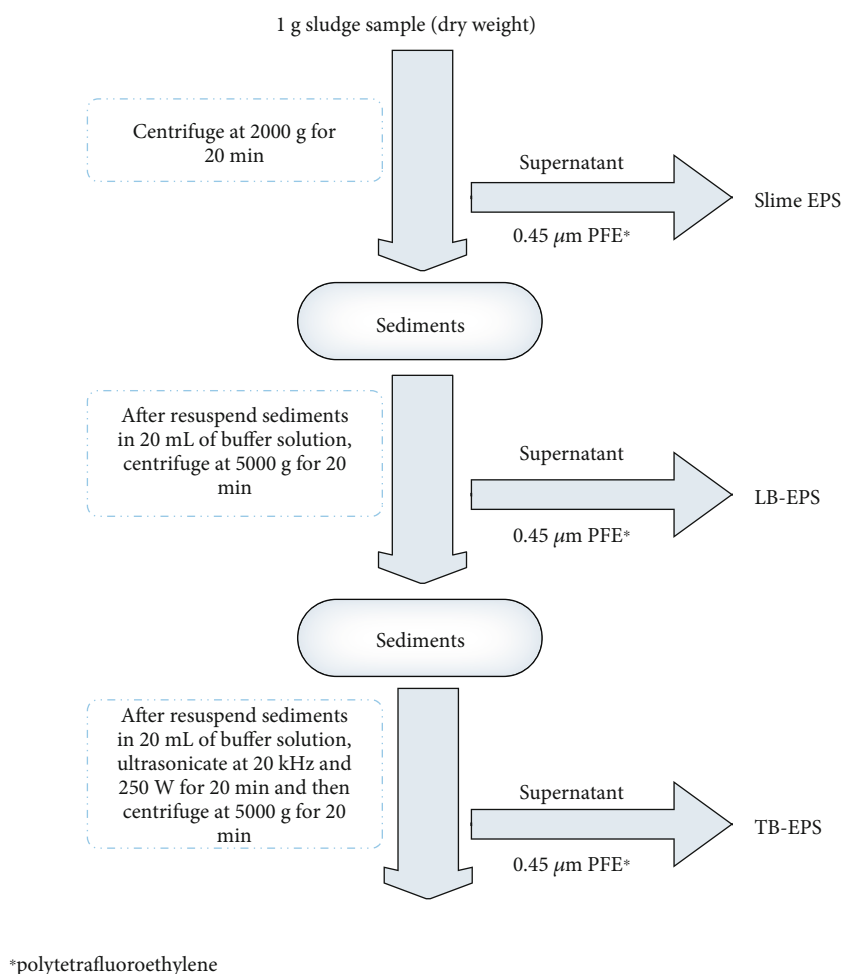 1 g sludge sample (dry weight)
Centrifuge at 2000 g for
20 min
Supernatant
0.45 μm PFE*
Slime EPS
Sediments
After resuspend sediments
in 20 mL of buffer solution,
centrifuge at 5000 g for 20
min
Supernatant
0.45 μm PFE*
LB-EPS
Sediments
After resuspend sediments
in 20 mL of buffer solution,
ultrasonicate at 20 kHz and
250 W for 20 min and then
centrifuge at 5000 g for 20
min
Supernatant
0.45 μm PFE*
TB-EPS
*polytetrafluoroethylene